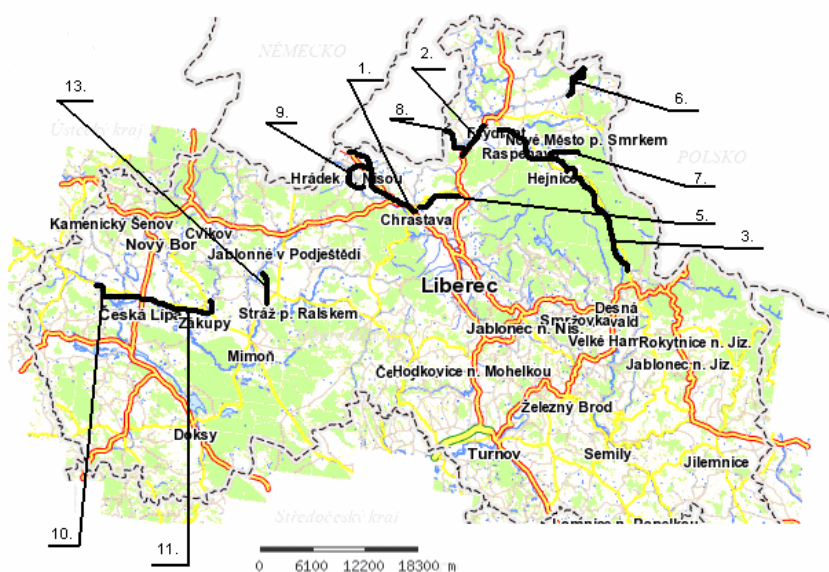 NĚMECKO
1.
2.
13.
9.
8.
6.
Ústecký kraj
Frýdlant
Nové Město p. Smrkem
Raspenava
POLSKO
Hrádek n. Nisou
Hejnice
7.
Chrastava
5.
Kamenický Šenov
Cvikov
Nový Bor
3.
Jablonné v Podještědí
Liberec
Česká Lípa
Zákupy
Stráž p. Ralskem
Desná
Smržovka
Jablonec n. Nis.
Velké Ham
Rokytnice n. Jiz.
Mimoň
Hodkovice n. Mohelkou
Jablonec n. Jiz.
Železný Brod
Doksy
Turnov
Semily
Jilemnice
Středočeský kraj
10.
11.
0 6100 12200 18300 m